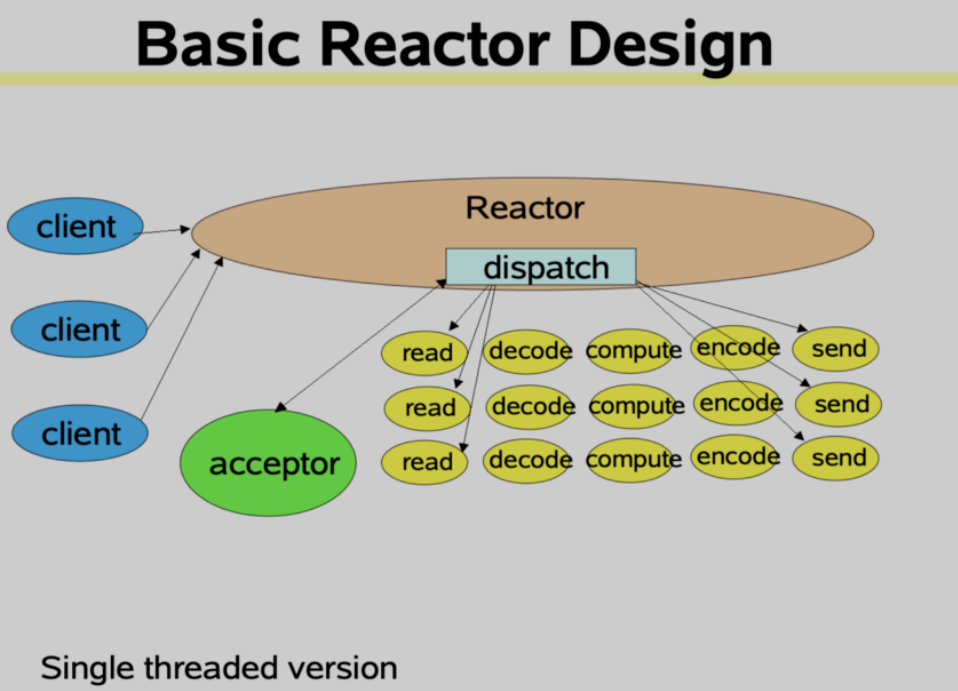 Basic Reactor Design
Reactor
client
dispatch
client
read decode compute encode send
read decode compute encode send
client
acceptor
read decode compute encode send
Single threaded version